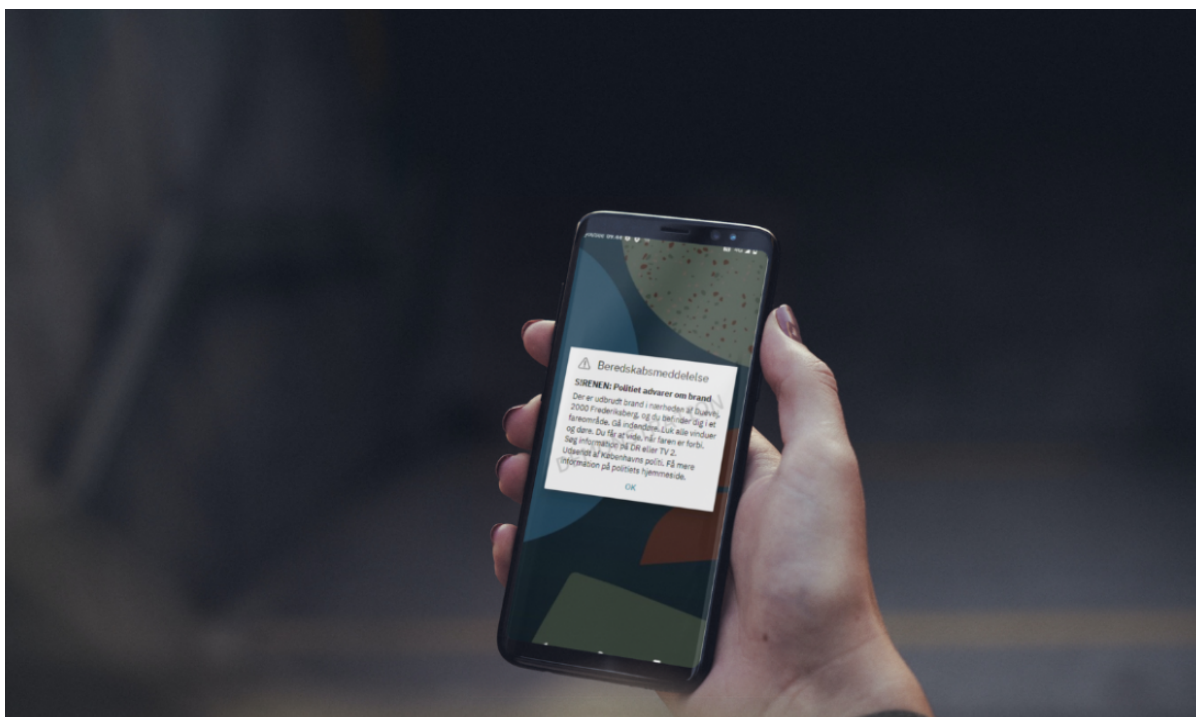 Beredskabsmeddelelse
SIRENEN: Politiet advarer om brand
Der er udbrudt brand i nærheden af Duevej,
2000 Frederiksberg, og du befinder dig i et
fareområde. Gå indendøre. Luk alle vinduer
og døre. Du får at vide, når faren er forbi.
Søg information på DR eller TV 2.
Udsendt af Københavns politi. Få mere
information på politiets hjemmeside.
OK